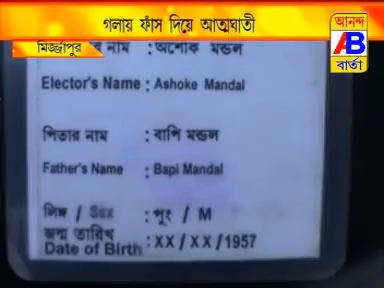 গলায় ফাঁস দিয়ে আত্মঘাতী
আনন্দ
AB
বার্তা
মির্জ্জাপুর
নাম : অশোক মন্ডল
Elector's Name : Ashoke Mandal
পিতার নাম : বাপি মন্ডল
Father's Name : Bapi Mandal
লিঙ্গ / Sex : পুং / M
জন্ম তারিখ
Date of Birth : XX / XX / 1957